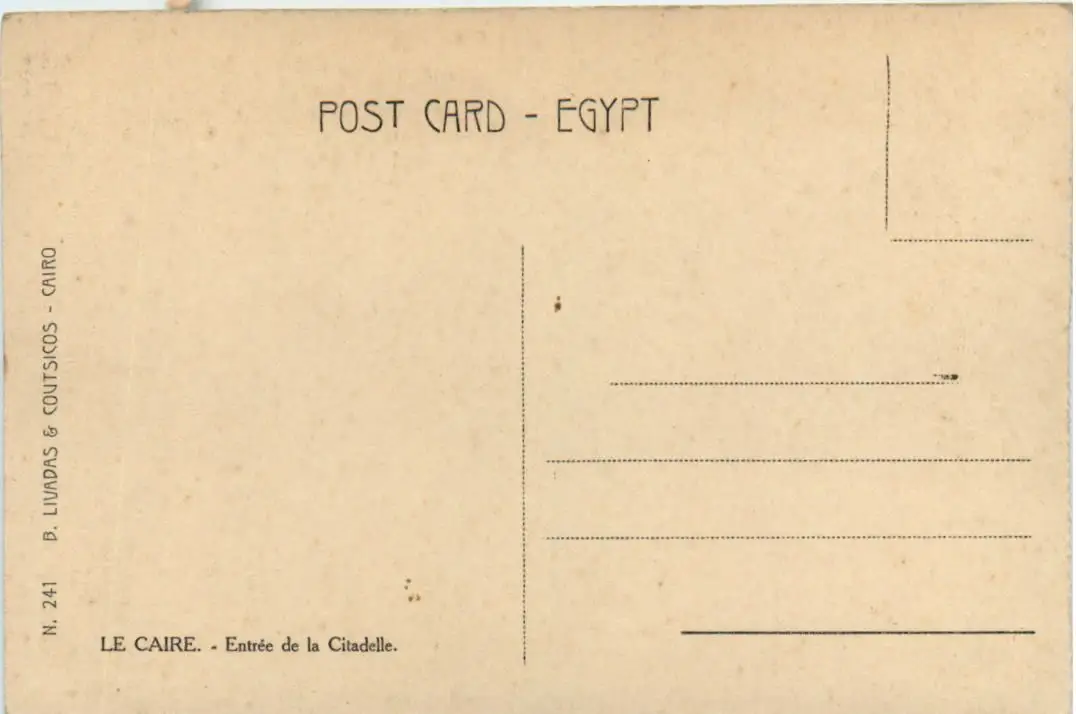 POST CARD - EGYPT
N. 241 B. LIVADAS & COUTSICOS - CAIRO
LE CAIRE. - Entrée de la Citadelle.